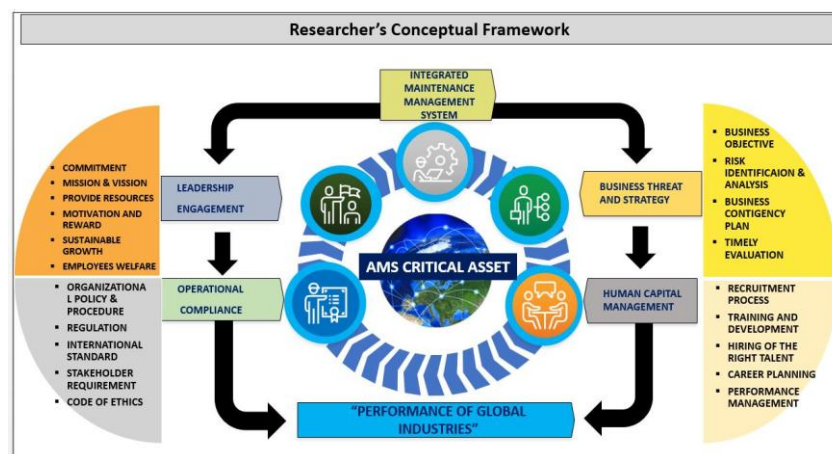 Researcher's Conceptual Framework
INTEGRATED
MAINTENANCE
MANAGEMENT
SYSTEM
COMMITMENT
MISSION & VISSION
PROVIDE RESOURCES
MOTIVATION AND
REWARD
SUSTAINABLE
GROWTH
EMPLOYEES WELFARE
LEADERSHIP
ENGAGEMENT
BUSINESS THREAT
AND STRATEGY
BUSINESS
OBJECTIVE
RISK
IDENTIFICAION &
ANALYSIS
BUSINESS
CONTIGENCY
PLAN
TIMELY
EVALUATION
AMS CRITICAL ASSET
ORGANIZATIONA
L POLICY &
PROCEDURE
REGULATION
INTERNATIONAL
STANDARD
STAKEHOLDER
REQUIREMENT
CODE OF ETHICS
OPERATIONAL
COMPLIANCE
HUMAN CAPITAL
MANAGEMENT
RECRUITMENT
PROCESS
TRAINING AND
DEVELOPMENT
HIRING OF THE
RIGHT TALENT
CAREER PLANNING
PERFORMANCE
MANAGEMENT
"PERFORMANCE OF GLOBAL
INDUSTRIES"